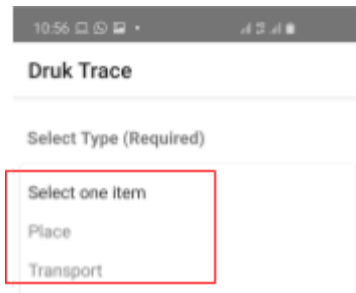 10:56
Druk Trace
Select Type (Required)
Select one item
Place
Transport